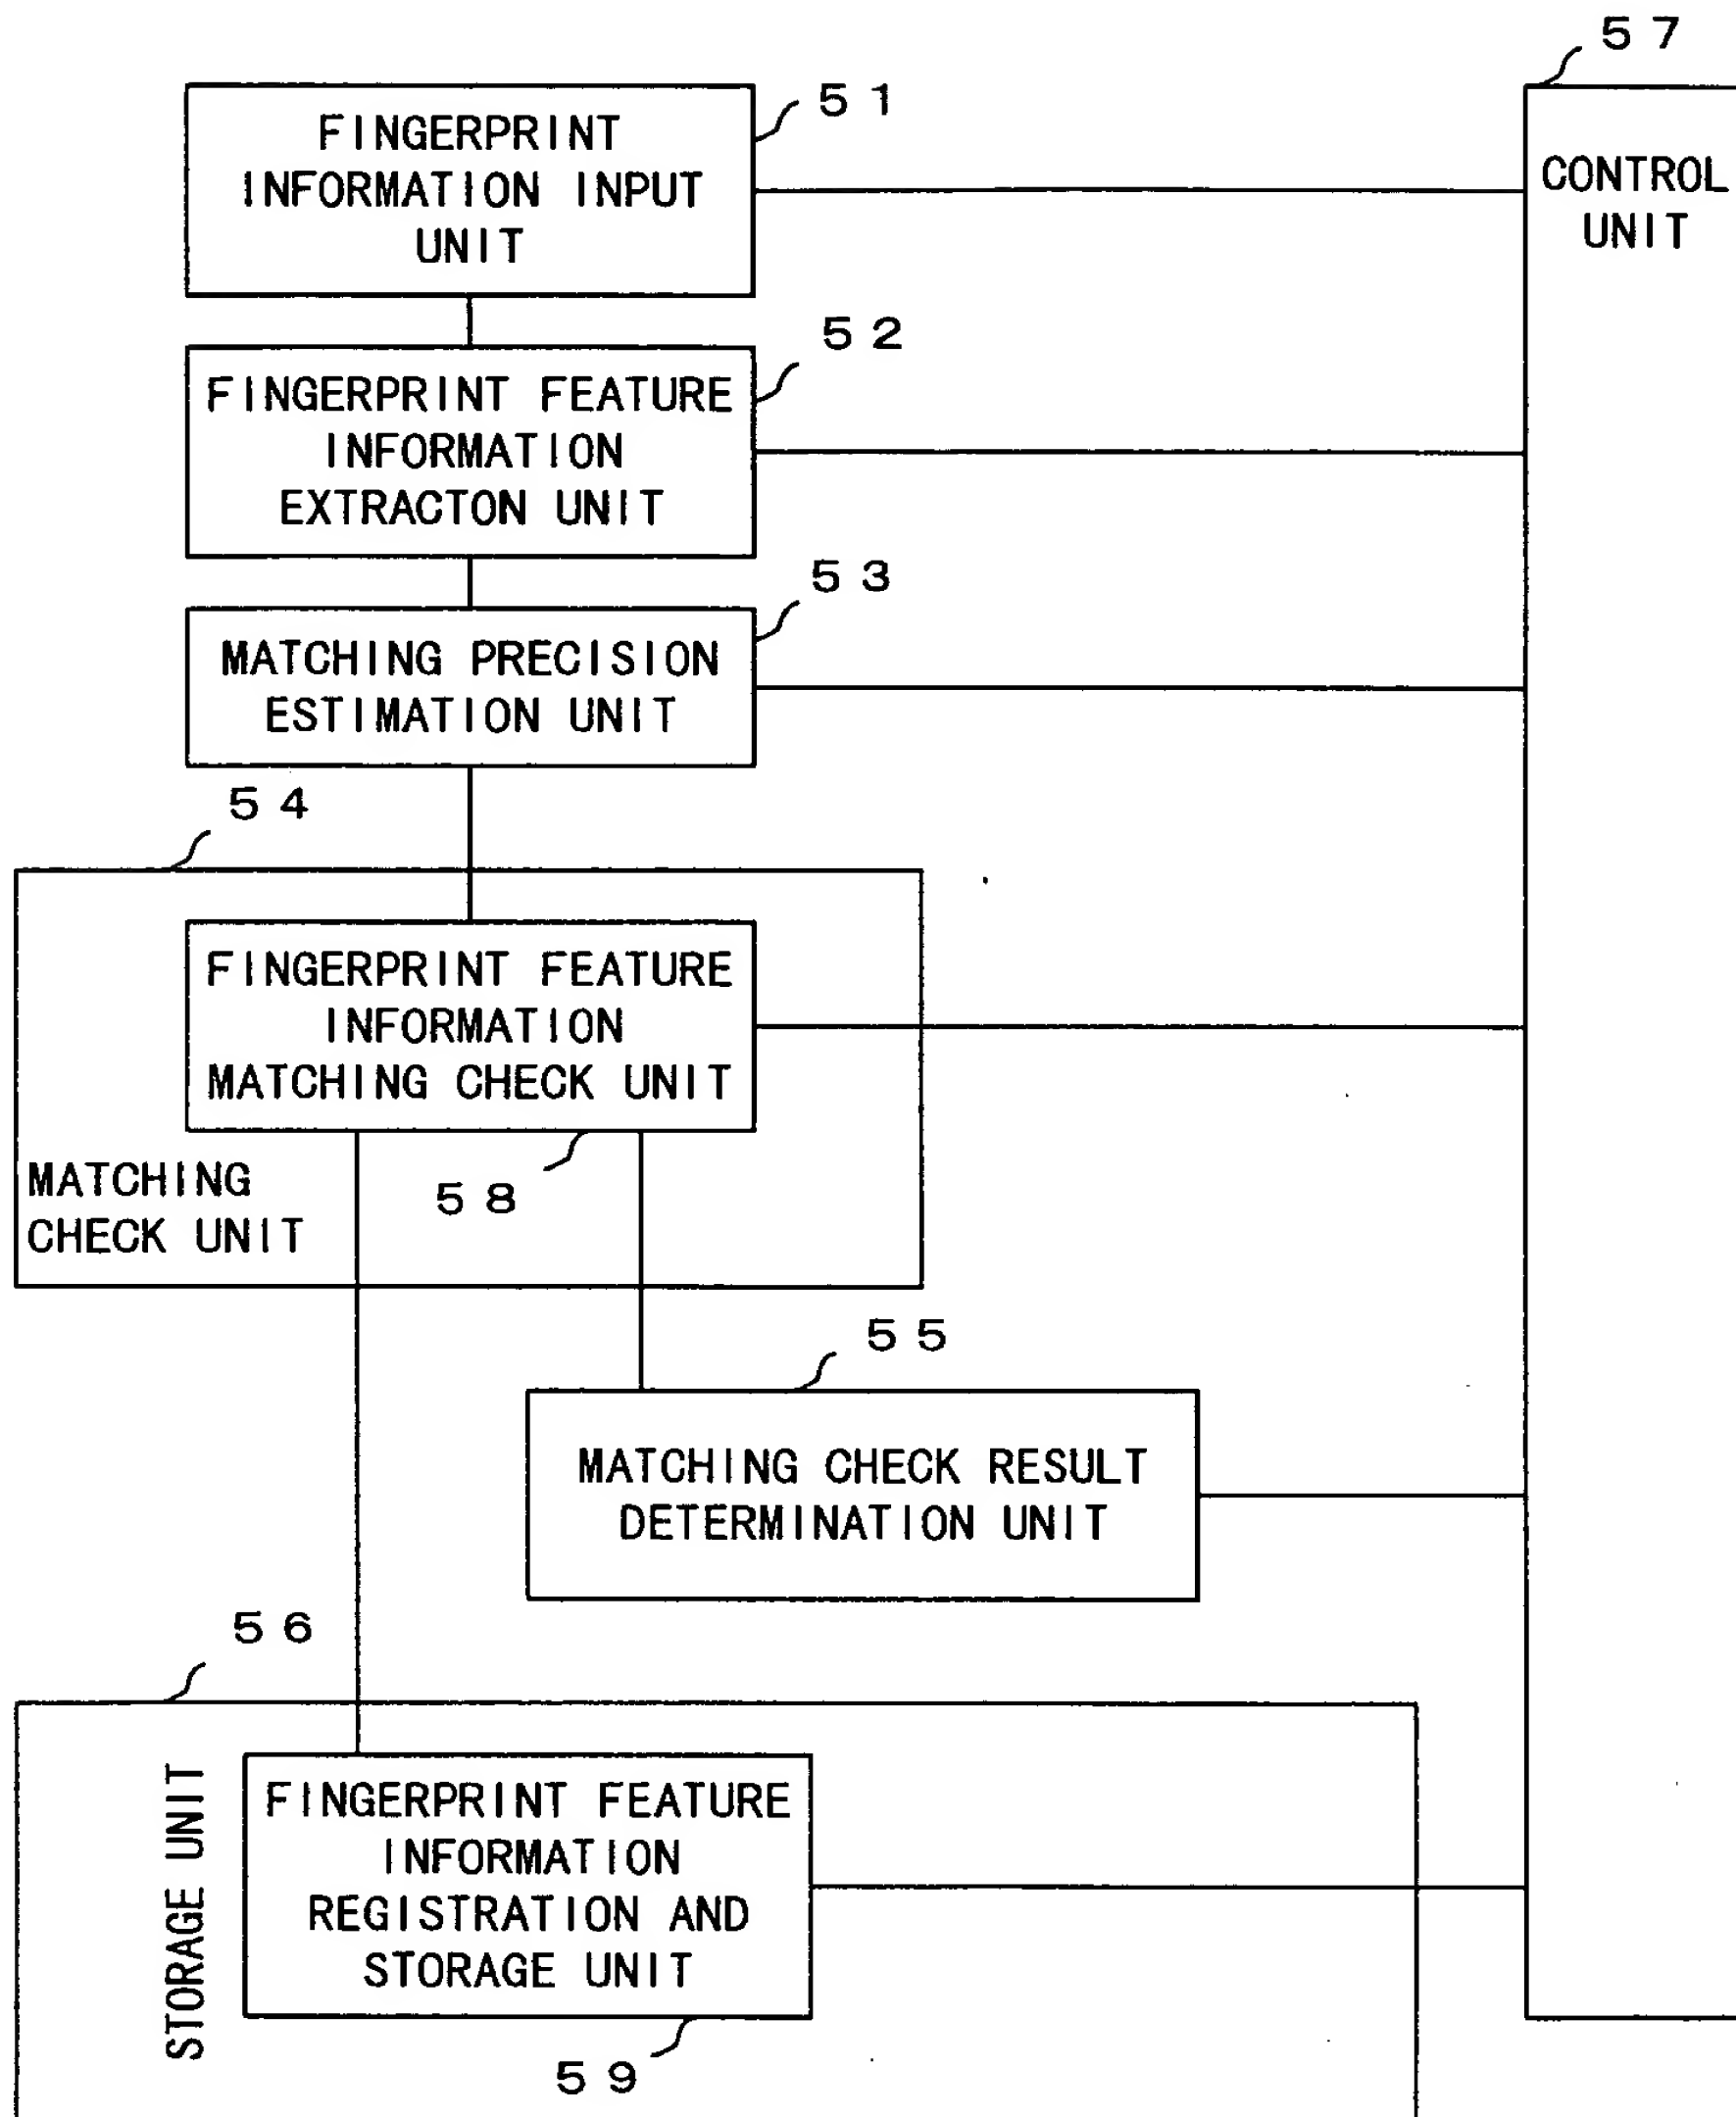 57
51
FINGERPRINT
INFORMATION INPUT
UNIT
CONTROL
UNIT
52
FINGERPRINT FEATURE
INFORMATION
EXTRACTON UNIT
53
MATCHING PRECISION
ESTIMATION UNIT
54
FINGERPRINT FEATURE
INFORMATION
MATCHING CHECK UNIT
MATCHING
CHECK UNIT
58
55
MATCHING CHECK RESULT
DETERMINATION UNIT
56
STORAGE UNIT
FINGERPRINT FEATURE
INFORMATION
REGISTRATION AND
STORAGE UNIT
59